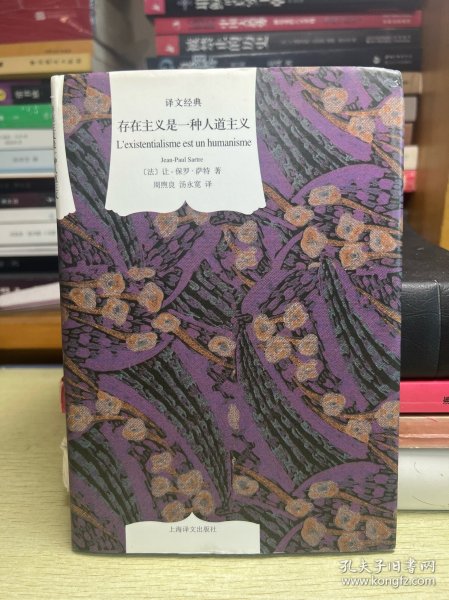 译文经典
存在主义是一种人道主义
L'existentialisme est un humanisme
Jean-Paul Sartre
〔法〕让-保罗·萨特 著
周煦良 汤永宽 译
上海译文出版社
孔夫子旧书网
www.kongfz.com